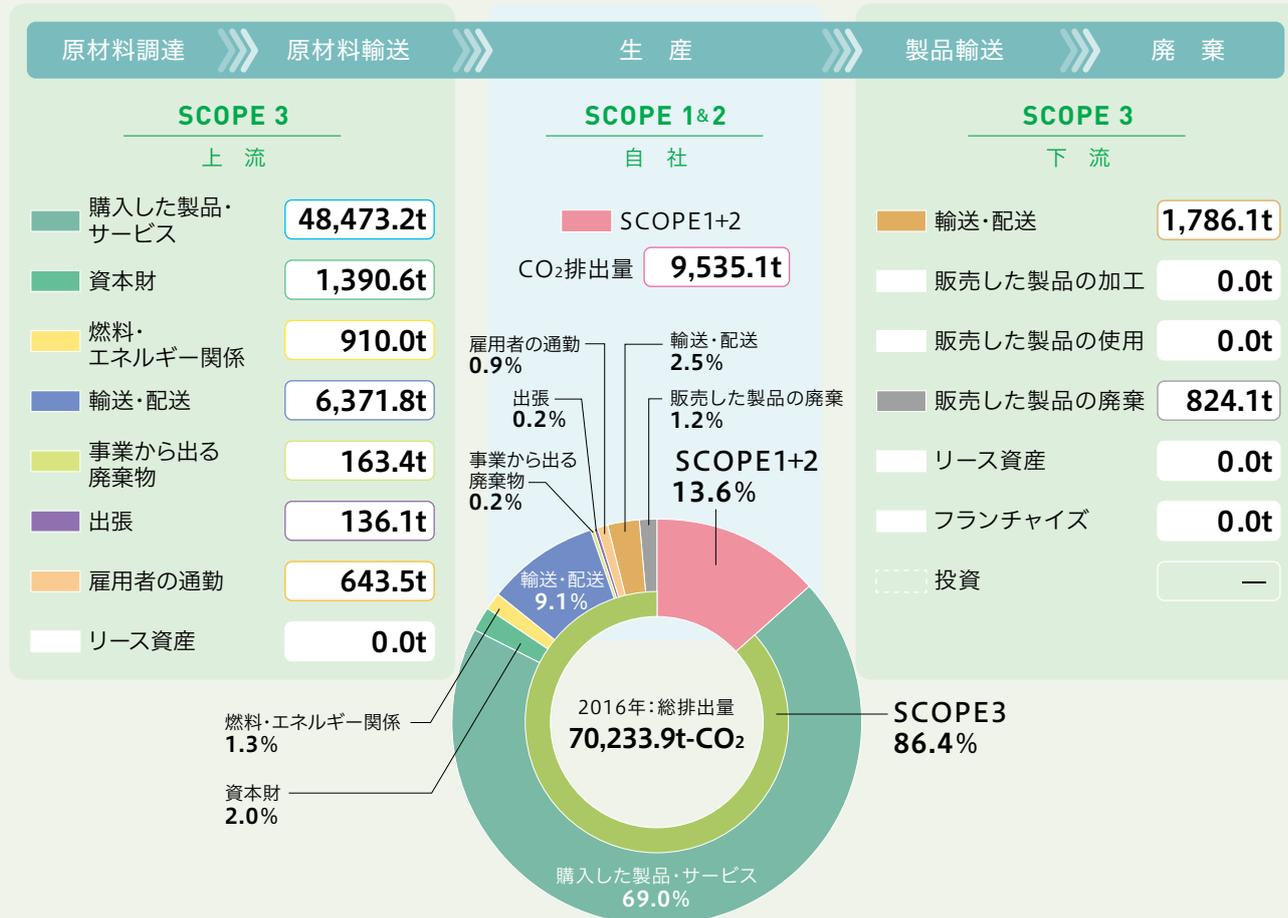 原材料調達
原材料輸送
生　産
製品輸送
廃　棄
SCOPE 3
上　流
購入した製品・
サービス
48,473.2t
資本財
1,390.6t
燃料・
エネルギー関係
910.0t
輸送・配送
6,371.8t
事業から出る
廃棄物
163.4t
出張
136.1t
雇用者の通勤
643.5t
リース資産
0.0t
SCOPE 1&2
自　社
SCOPE1+2
CO₂排出量
9,535.1t
SCOPE 3
下　流
輸送・配送
1,786.1t
販売した製品の加工
0.0t
販売した製品の使用
0.0t
販売した製品の廃棄
824.1t
リース資産
0.0t
フランチャイズ
0.0t
投資
—
雇用者の通勤
0.9%
出張
0.2%
事業から出る
廃棄物
0.2%
輸送・配送
2.5%
販売した製品の廃棄
1.2%
SCOPE1+2
13.6%
輸送・配送
9.1%
燃料・エネルギー関係
1.3%
資本財
2.0%
2016年：総排出量
70,233.9t-CO₂
SCOPE3
86.4%
購入した製品・サービス
69.0%